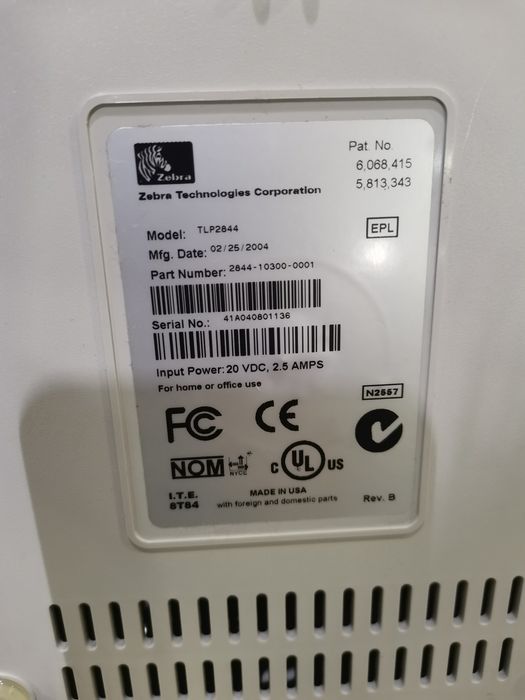 Zebra
Zebra Technologies Corporation
Pat. No.
6,068,415
5,813,343
Model: TLP2844
EPL
Mfg. Date: 02/25/2004
Part Number: 2844-10300-0001
Serial No.: 41A040801136
Input Power: 20 VDC, 2.5 AMPS
For home or office use
N2557
FC CE
NOM NYCE
C UL US
I.T.E.
8T84
MADE IN USA
with foreign and domestic parts
Rev. B